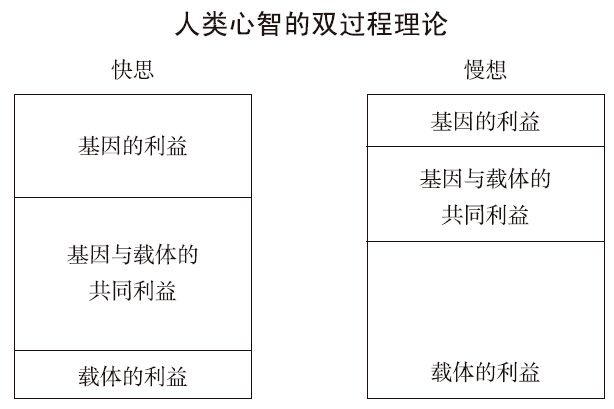 人类心智的双过程理论
快思
基因的利益
基因与载体的
共同利益
载体的利益
慢想
基因的利益
基因与载体的
共同利益
载体的利益